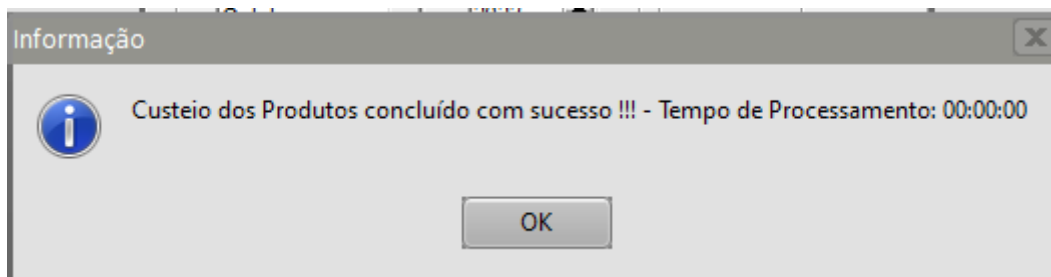 Informação
Custeio dos Produtos concluído com sucesso !!! - Tempo de Processamento: 00:00:00
OK